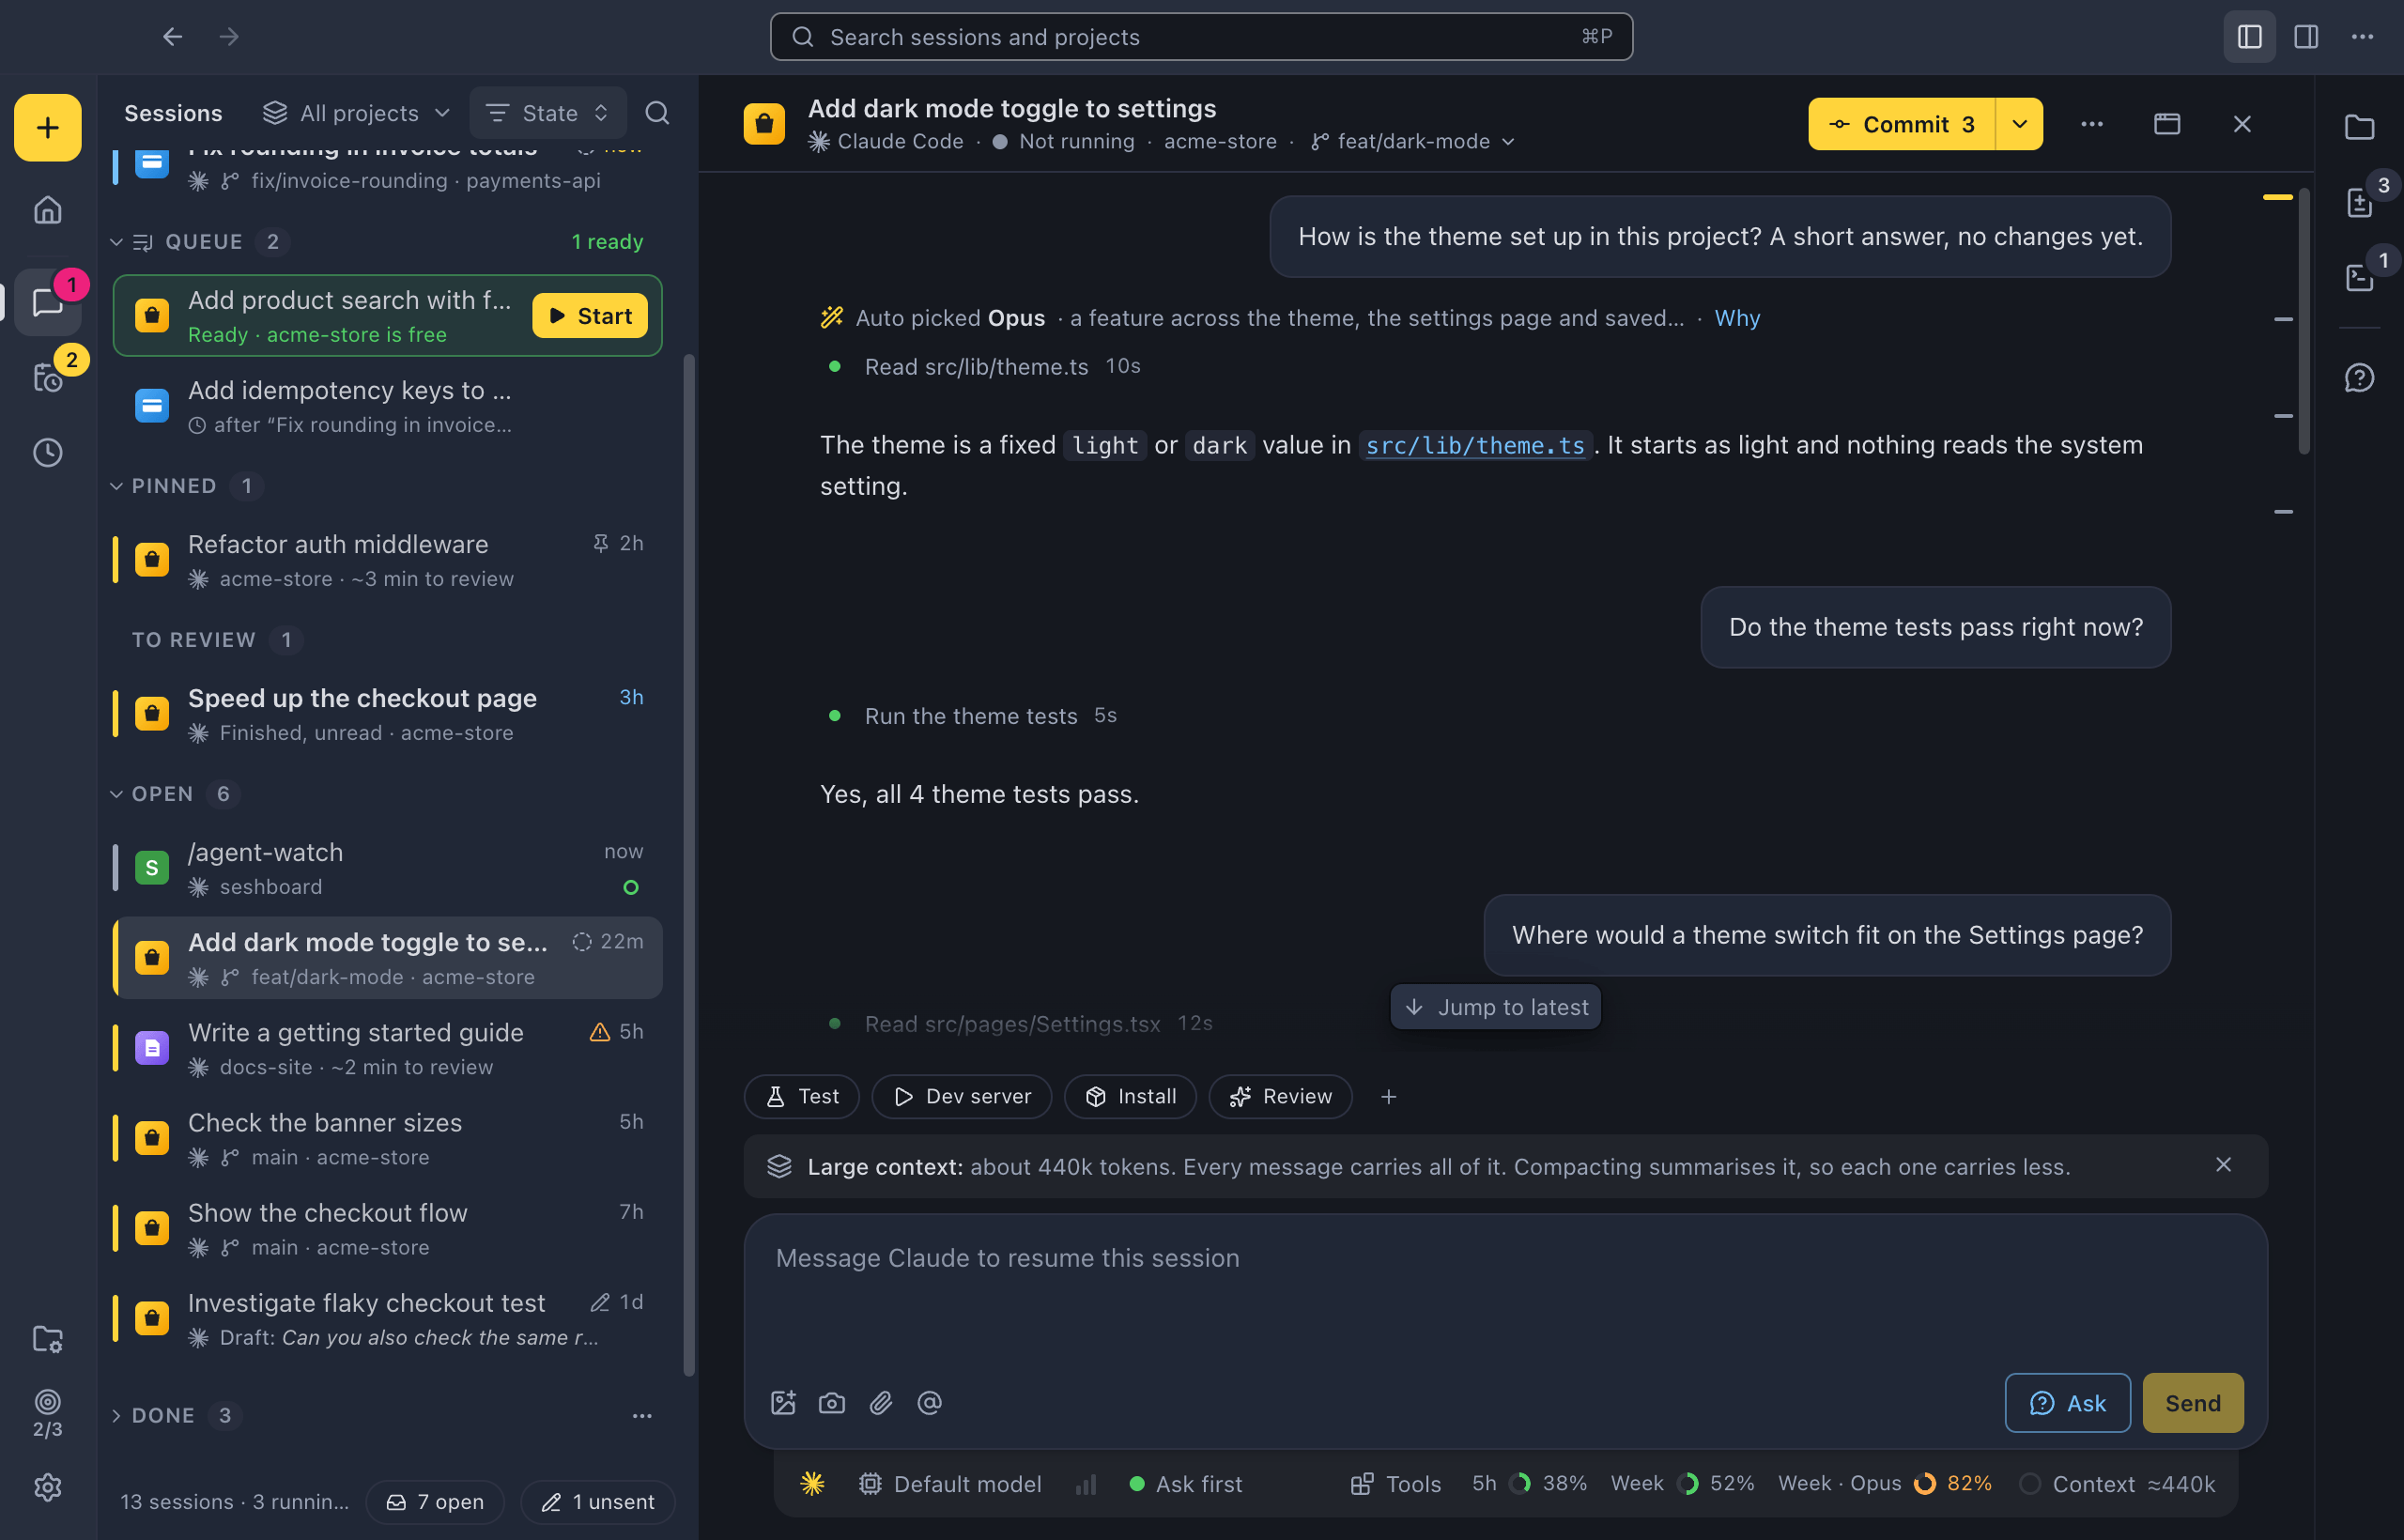 Search sessions and projects
⌘P
Sessions
All projects
State
Fix rounding in invoice totals
now
fix/invoice-rounding · payments-api
QUEUE 2
1 ready
Add product search with f...
Ready · acme-store is free
Start
Add idempotency keys to ...
after “Fix rounding in invoice...
PINNED 1
Refactor auth middleware
2h
acme-store · ~3 min to review
TO REVIEW 1
Speed up the checkout page
3h
Finished, unread · acme-store
OPEN 6
S
/agent-watch
now
seshboard
Add dark mode toggle to se...
22m
feat/dark-mode · acme-store
Write a getting started guide
5h
docs-site · ~2 min to review
Check the banner sizes
5h
main · acme-store
Show the checkout flow
7h
main · acme-store
Investigate flaky checkout test
1d
Draft: Can you also check the same r...
DONE 3
13 sessions · 3 runnin...
7 open
1 unsent
1
2
2/3
Add dark mode toggle to settings
Claude Code · Not running · acme-store · feat/dark-mode
Commit 3
How is the theme set up in this project? A short answer, no changes yet.
Auto picked Opus · a feature across the theme, the settings page and saved... · Why
Read src/lib/theme.ts 10s
The theme is a fixed light or dark value in src/lib/theme.ts. It starts as light and nothing reads the system
setting.
Do the theme tests pass right now?
Run the theme tests 5s
Yes, all 4 theme tests pass.
Where would a theme switch fit on the Settings page?
Jump to latest
Read src/pages/Settings.tsx 12s
Test
Dev server
Install
Review
Large context: about 440k tokens. Every message carries all of it. Compacting summarises it, so each one carries less.
Message Claude to resume this session
Ask
Send
Default model
Ask first
Tools
5h 38%
Week 52%
Week · Opus 82%
Context ≈440k
3
1